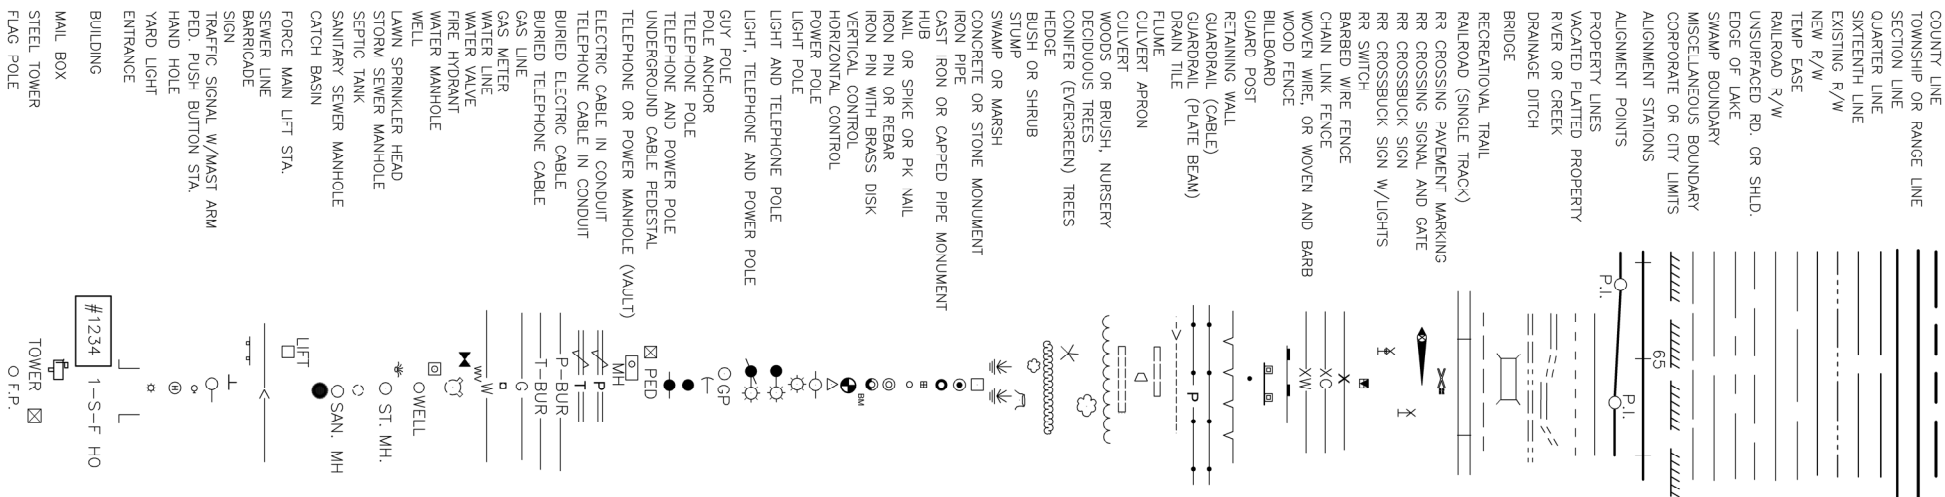 COUNTY LINE
TOWNSHIP OR RANGE LINE
SECTION LINE
QUARTER LINE
SIXTEENTH LINE
EXISTING R/W
NEW R/W
TEMP EASE
RAILROAD R/W
UNSURFACED RD. OR SHLD.
EDGE OF LAKE
SWAMP BOUNDARY
MISCELLANEOUS BOUNDARY
CORPORATE OR CITY LIMITS
ALIGNMENT STATIONS
65
ALIGNMENT POINTS
P.I.
P.I.
PROPERTY LINES
VACATED PLATTED PROPERTY
RIVER OR CREEK
DRAINAGE DITCH
BRIDGE
RECREATIONAL TRAIL
RAILROAD (SINGLE TRACK)
RR CROSSING PAVEMENT MARKING
RR CROSSING SIGNAL AND GATE
RR CROSSBUCK SIGN
RR CROSSBUCK SIGN W/LIGHTS
RR SWITCH
BARBED WIRE FENCE
X
CHAIN LINK FENCE
XC
WOVEN WIRE, OR WOVEN AND BARB
XW
WOOD FENCE
BILLBOARD
GUARD POST
RETAINING WALL
GUARDRAIL (CABLE)
GUARDRAIL (PLATE BEAM)
P
DRAIN TILE
FLUME
CULVERT APRON
CULVERT
WOODS OR BRUSH, NURSERY
DECIDUOUS TREES
CONIFER (EVERGREEN) TREES
HEDGE
BUSH OR SHRUB
STUMP
SWAMP OR MARSH
CONCRETE OR STONE MONUMENT
IRON PIPE
CAST RON OR CAPPED PIPE MONUMENT
HUB
NAIL OR SPIKE OR PK NAIL
IRON PIN OR REBAR
IRON PIN WITH BRASS DISK
VERTICAL CONTROL
BM
HORIZONTAL CONTROL
POWER POLE
LIGHT POLE
LIGHT AND TELEPHONE POLE
LIGHT, TELEPHONE AND POWER POLE
GUY POLE
GP
POLE ANCHOR
TELEPHONE POLE
TELEPHONE AND POWER POLE
UNDERGROUND CABLE PEDESTAL
PED
TELEPHONE OR POWER MANHOLE (VAULT)
MH
ELECTRIC CABLE IN CONDUIT
P
TELEPHONE CABLE IN CONDUIT
T
BURIED ELECTRIC CABLE
P-BUR
BURIED TELEPHONE CABLE
T-BUR
GAS LINE
G
GAS METER
WATER LINE
W
WATER VALVE
WV
FIRE HYDRANT
WATER MANHOLE
WELL
WELL
LAWN SPRINKLER HEAD
STORM SEWER MANHOLE
ST. MH.
SEPTIC TANK
SANITARY SEWER MANHOLE
SAN. MH
CATCH BASIN
FORCE MAIN LIFT STA.
LIFT
SEWER LINE
BARRICADE
SIGN
TRAFFIC SIGNAL W/MAST ARM
PED. PUSH BUTTON STA.
HAND HOLE
H
YARD LIGHT
ENTRANCE
BUILDING
#1234
1-S-F HO
MAIL BOX
STEEL TOWER
TOWER
FLAG POLE
F.P.